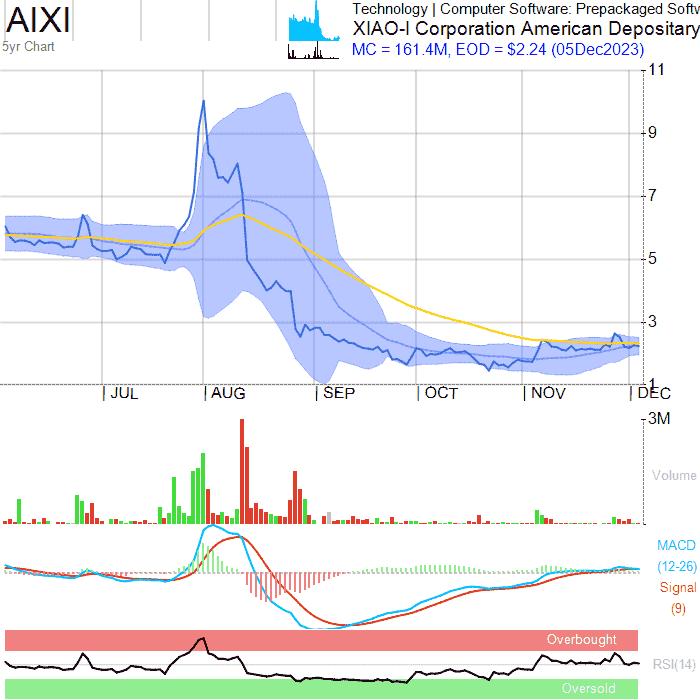 AIXI
5yr Chart
Technology | Computer Software: Prepackaged Softw
XIAO-I Corporation American Depositary
MC = 161.4M, EOD = $2.24 (05Dec2023)
11
9
7
5
3
1
JUL AUG SEP OCT NOV DEC
3M
Volume
MACD
(12-26)
Signal
(9)
Overbought
RSI(14)
Oversold